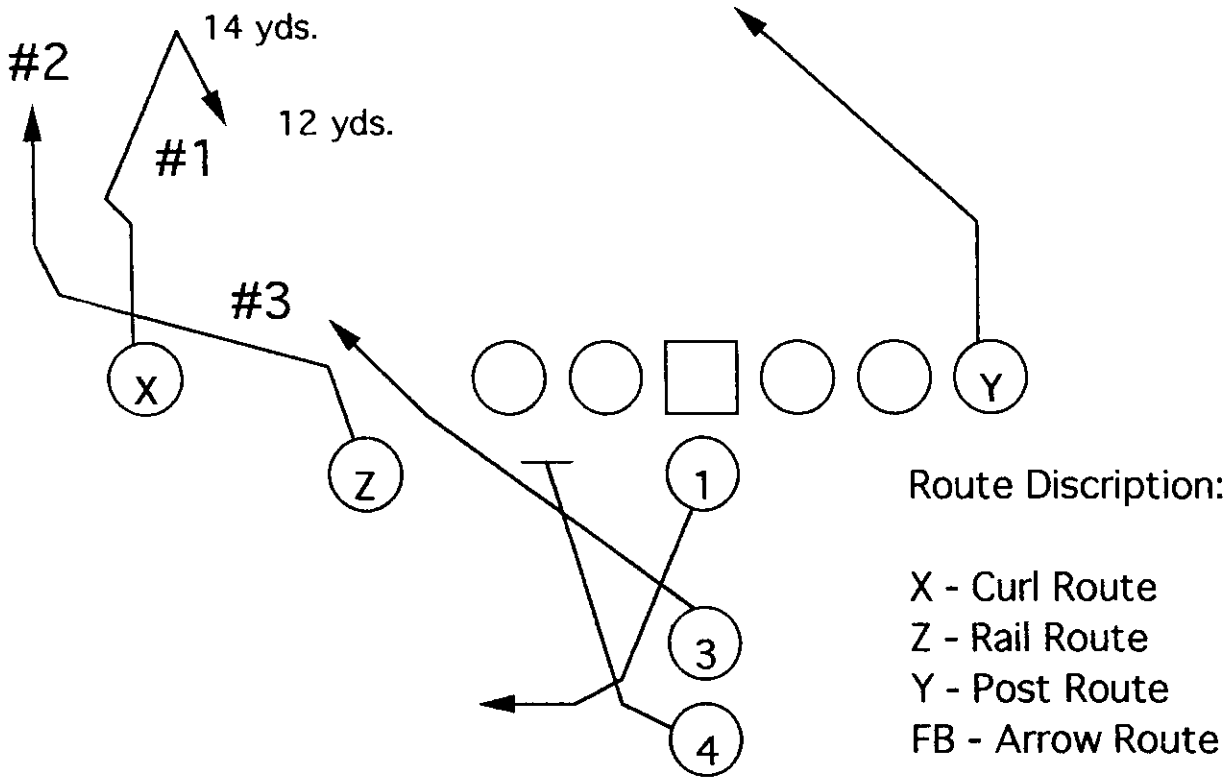 14 yds.
#2
12 yds.
#1
#3
X
Y
Z
1
Route Discription:
X - Curl Route
3
Z - Rail Route
Y - Post Route
4
FB - Arrow Route